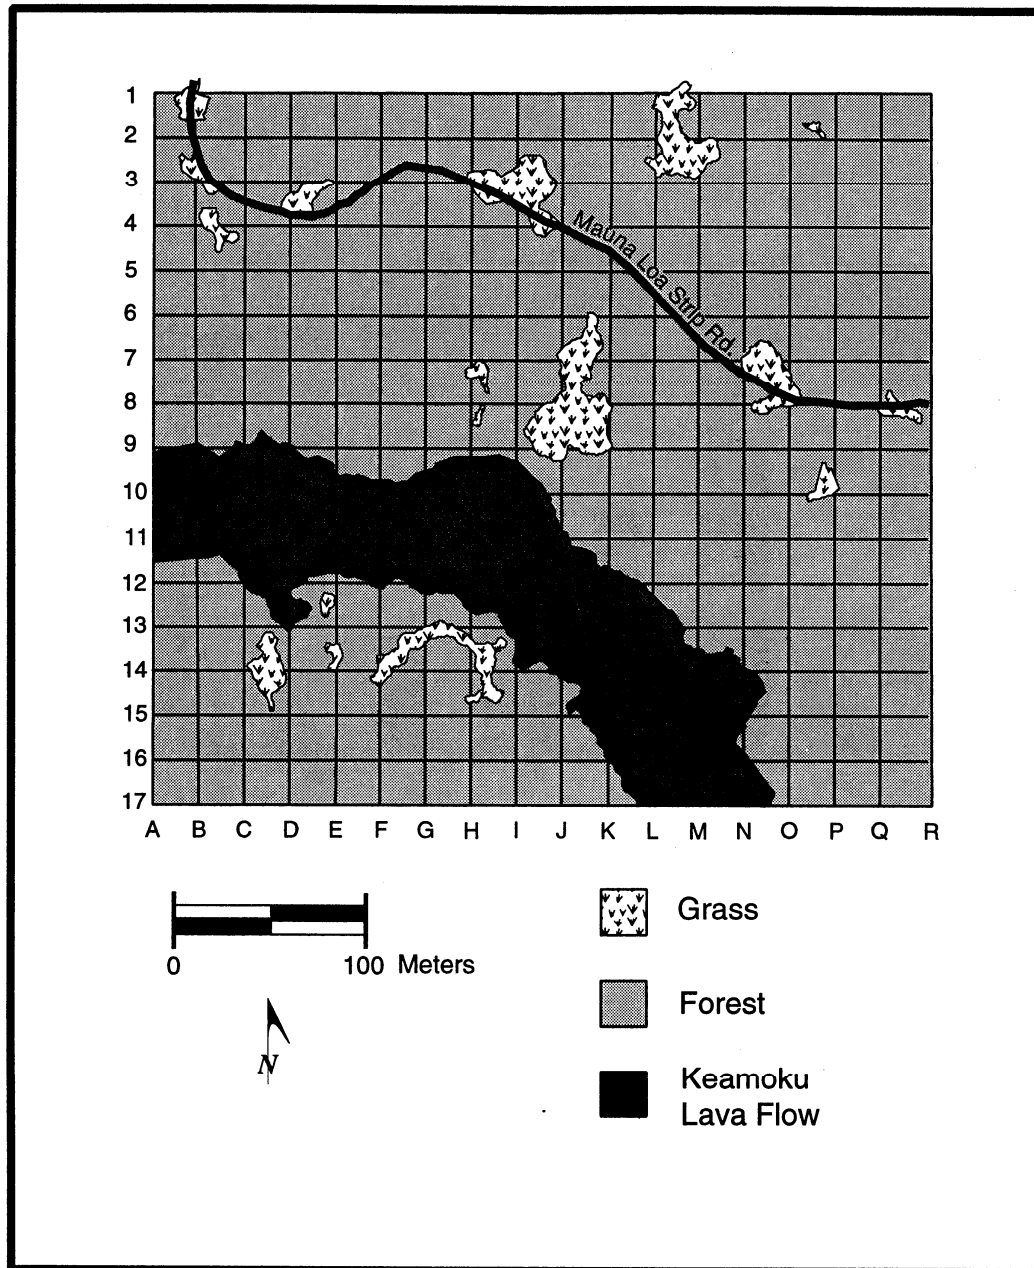 1
2
3
4
5
6
7
8
9
10
11
12
13
14
15
16
17
Mauna Loa Strip Rd.
A B C D E F G H I J K L M N O P Q R
0 100 Meters
N
Grass
Forest
Keamoku
Lava Flow